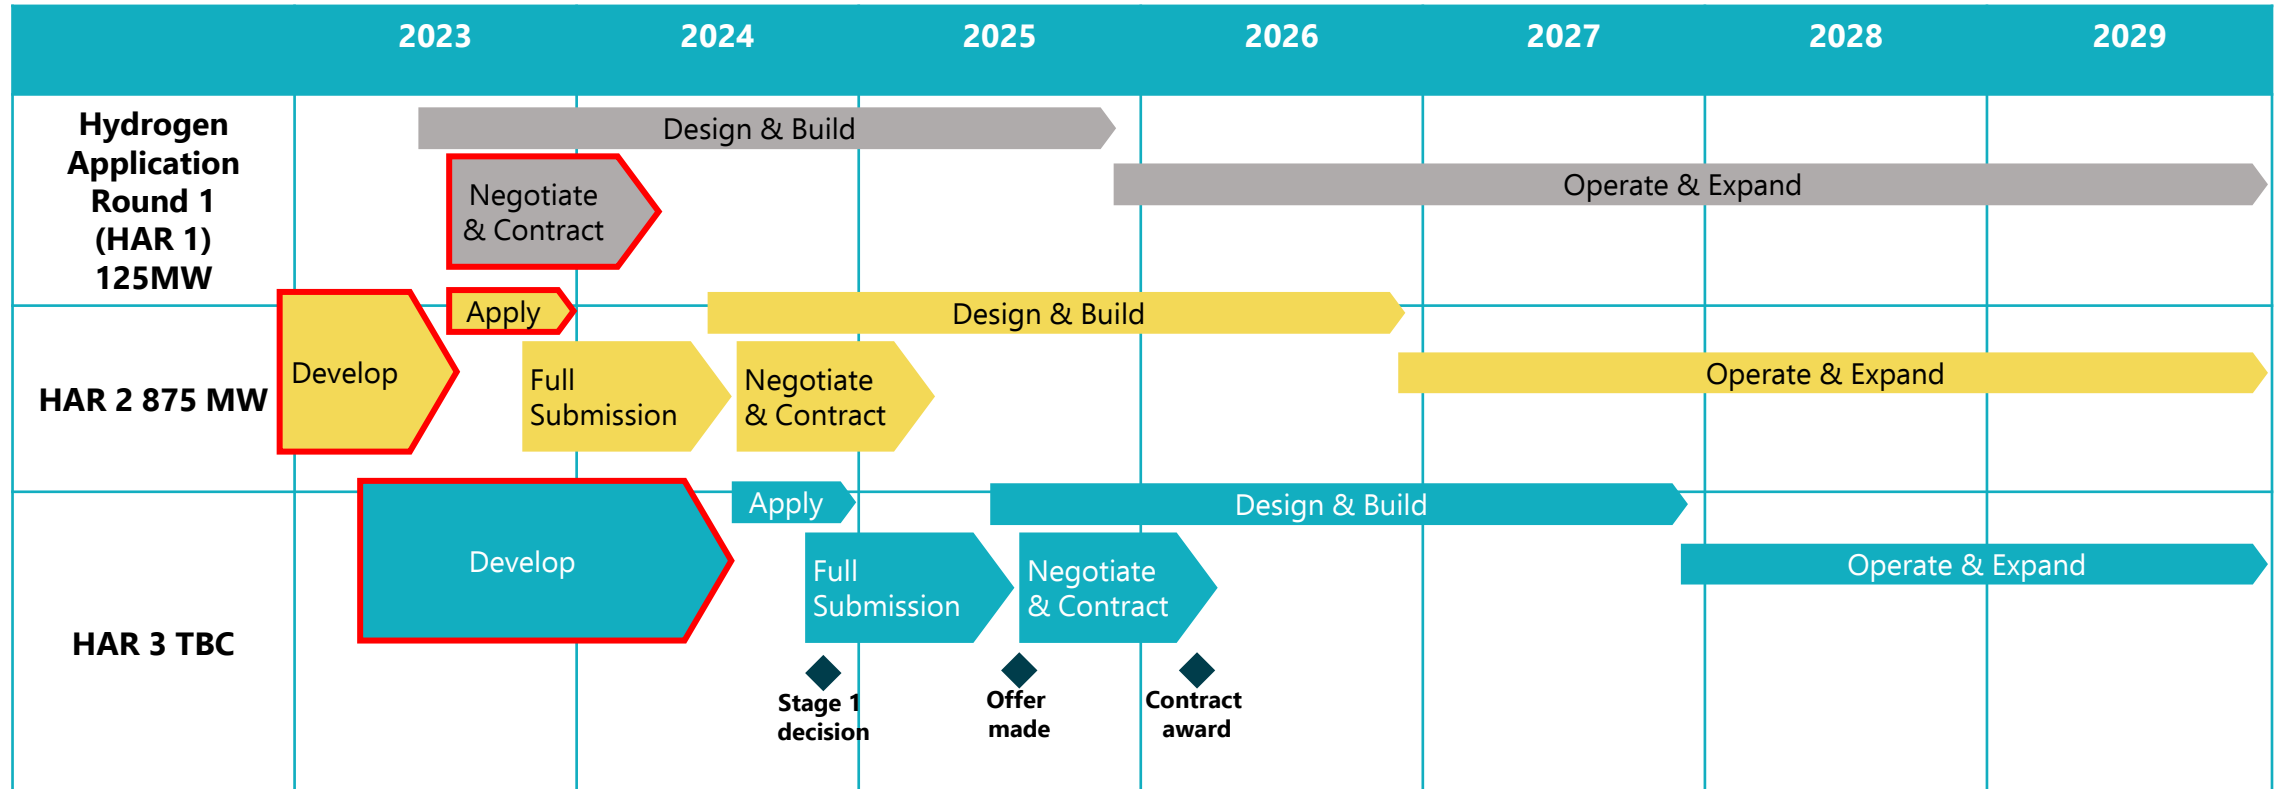 2023
2024
2025
2026
2027
2028
2029
Hydrogen
Application
Round 1
(HAR 1)
125MW
Design & Build
Negotiate
& Contract
Operate & Expand
HAR 2 875 MW
Develop
Apply
Full
Submission
Design & Build
Negotiate
& Contract
Operate & Expand
HAR 3 TBC
Develop
Apply
Full
Submission
Design & Build
Negotiate
& Contract
Operate & Expand
Stage 1
decision
Offer
made
Contract
award